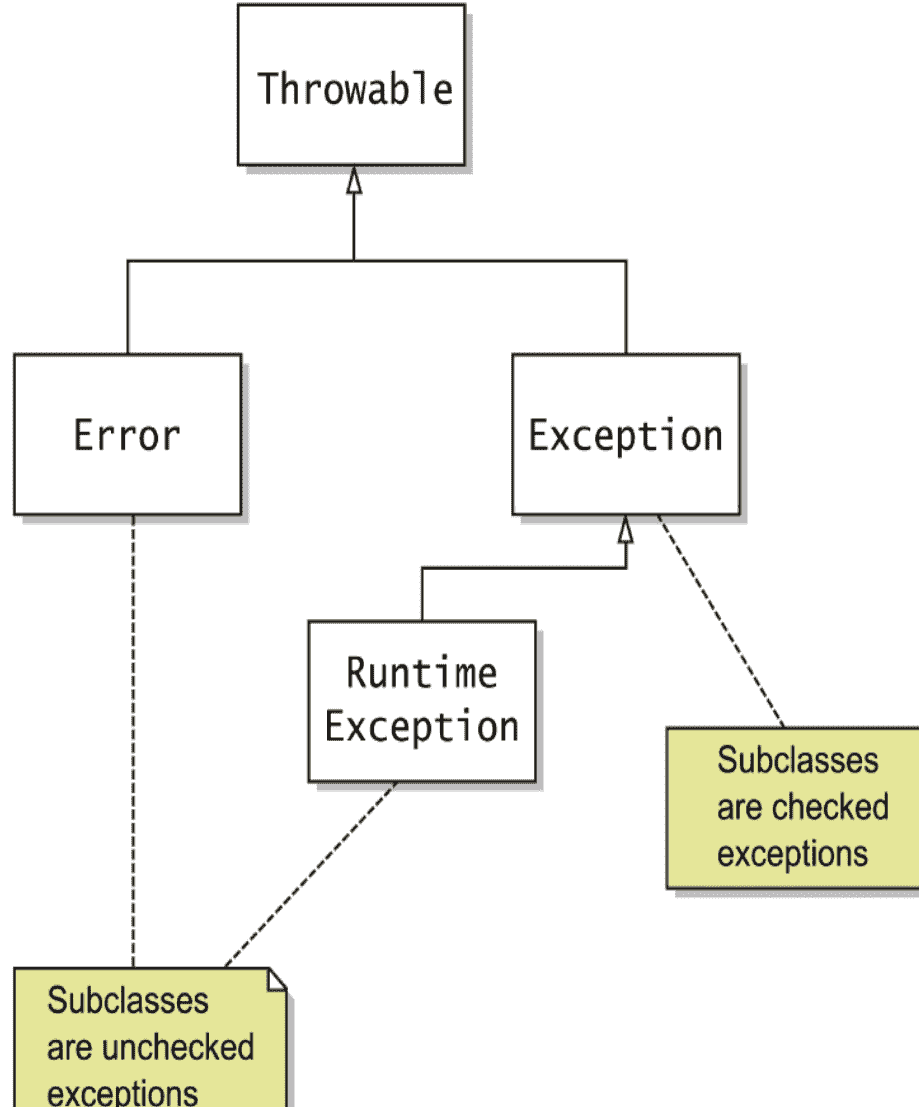 Throwable
Error
Exception
Runtime
Exception
Subclasses
are checked
exceptions
Subclasses
are unchecked
exceptions